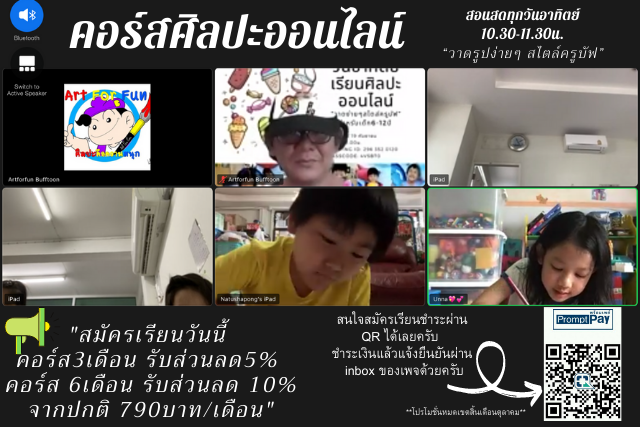 Bluetooth
Switch to
Active Speaker
คอร์สศิลปะออนไลน์
สอนสดทุกวันอาทิตย์
10.30-11.30น.
“วาดรูปง่ายๆ สไตล์ครูบัฟ”
Art For Fun
Artforfun Bufftoon
เรียนศิลปะ
ออนไลน์
Artforfun Bufftoon
iPad
iPad
Natushapong's iPad
Unna
"สมัครเรียนวันนี้
คอร์ส3เดือน รับส่วนลด5%
คอร์ส 6เดือน รับส่วนลด 10%
จากปกติ 790บาท/เดือน"
สนใจสมัครเรียนชำระผ่าน
QR ได้เลยครับ
ชำระเงินแล้วแจ้งยืนยันผ่าน
inbox ของเพจด้วยครับ
**โปรโมชั่นหมดเขตสิ้นเดือนตุลาคม**
พร้อมเพย์
PromptPay